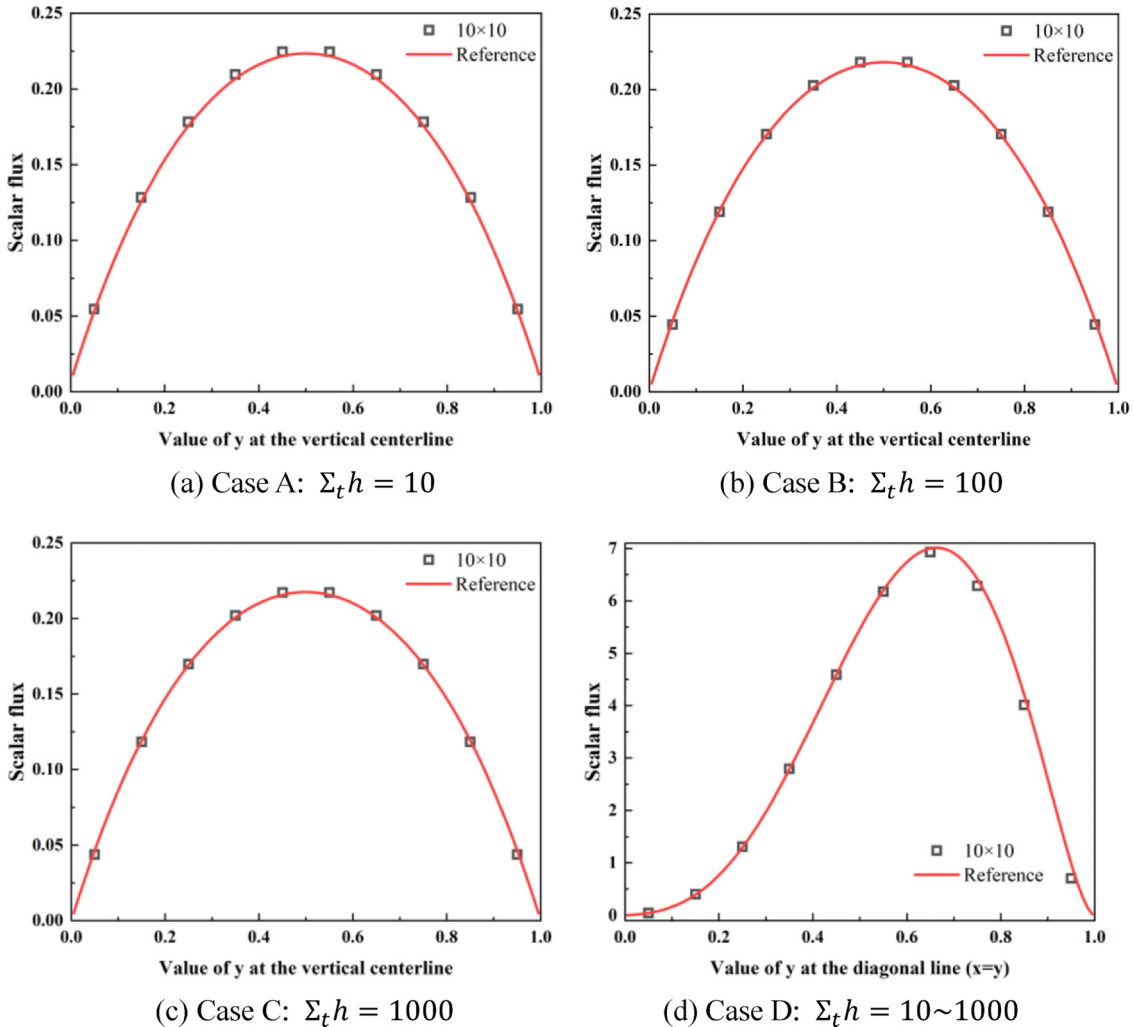 0.25
0.20
0.15
0.10
0.05
0.00
Scalar flux
10×10
Reference
0.0 0.2 0.4 0.6 0.8 1.0
Value of y at the vertical centerline
(a) Case A: Σₜh = 10
0.25
0.20
0.15
0.10
0.05
0.00
Scalar flux
10×10
Reference
0.0 0.2 0.4 0.6 0.8 1.0
Value of y at the vertical centerline
(b) Case B: Σₜh = 100
0.25
0.20
0.15
0.10
0.05
0.00
Scalar flux
10×10
Reference
0.0 0.2 0.4 0.6 0.8 1.0
Value of y at the vertical centerline
(c) Case C: Σₜh = 1000
7
6
5
4
3
2
1
0
Scalar flux
10×10
Reference
0.0 0.2 0.4 0.6 0.8 1.0
Value of y at the diagonal line (x=y)
(d) Case D: Σₜh = 10~1000